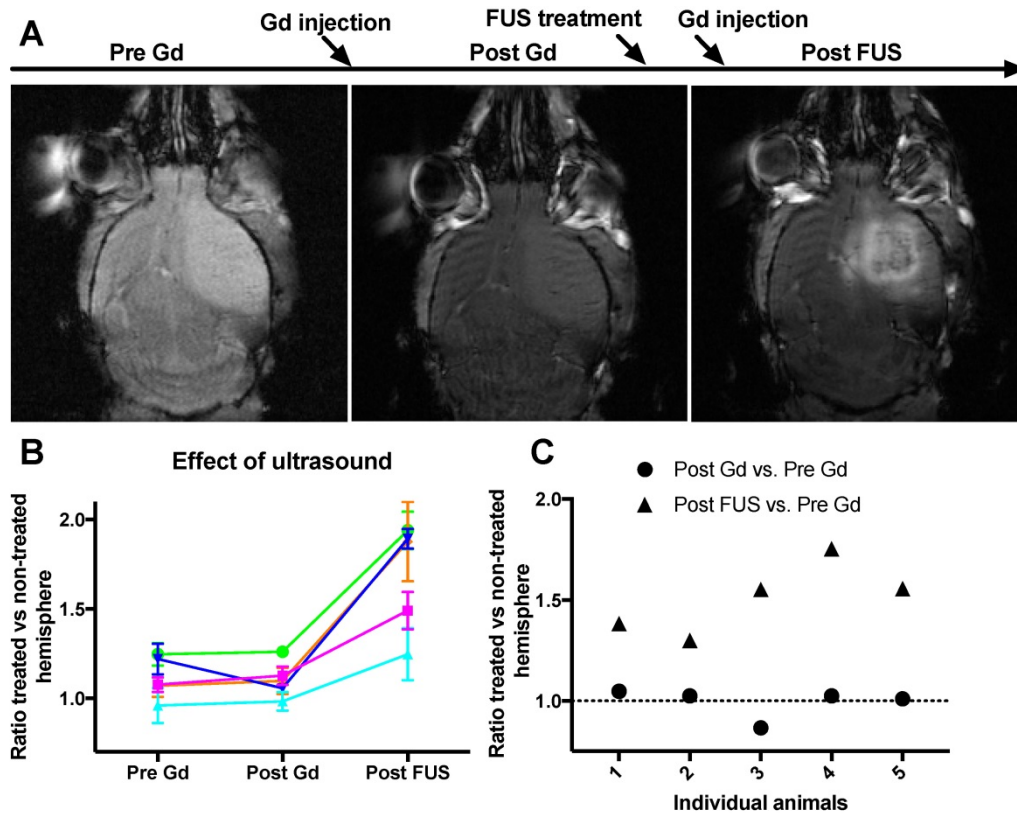 A
Gd injection
FUS treatment
Gd injection
Pre Gd
Post Gd
Post FUS
B
Effect of ultrasound
Ratio treated vs non-treated
hemisphere
2.0
1.5
1.0
Pre Gd
Post Gd
Post FUS
C
Post Gd vs. Pre Gd
Post FUS vs. Pre Gd
Ratio treated vs non-treated
hemisphere
2.0
1.5
1.0
1
2
3
4
5
Individual animals